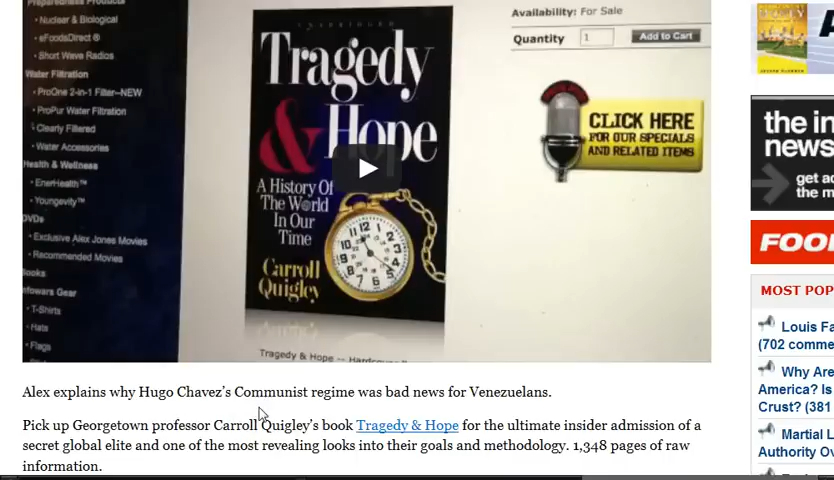 Nuclear & Biological
eFoodsDirect ®
Short Wave Radios
Water Filtration
ProOne 2-in-1 Filter--NEW
ProPur Water Filtration
Clearly Filtered
Water Accessories
Health & Wellness
EnerHealth™
Youngevity™
DVDs
Exclusive Alex Jones Movies
Recommended Movies
Books
Infowars Gear
T-Shirts
Hats
Flags
UNABRIDGED
Tragedy
& Hope
A History Of
The World
In Our
Time
Carroll
Quigley
Tragedy & Hope -- Hardcover
Availability: For Sale
Quantity 1 Add to Cart
CLICK HERE
FOR OUR SPECIALS
AND RELATED ITEMS
Alex explains why Hugo Chavez's Communist regime was bad news for Venezuelans.
Pick up Georgetown professor Carroll Quigley's book Tragedy & Hope for the ultimate insider admission of a
secret global elite and one of the most revealing looks into their goals and methodology. 1,348 pages of raw
information.
the in
news
get ac
the m
FOO
MOST POP
Louis Fa
(702 comme
Why Are
America? Is
Crust? (381
Martial L
Authority Ov